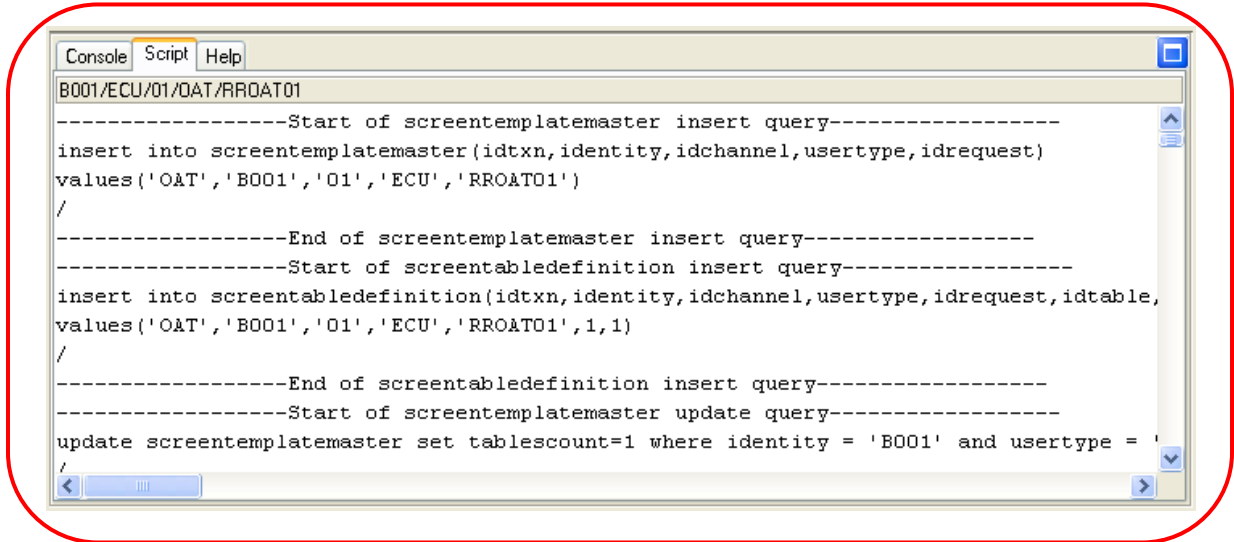 Console Script Help
B001/ECU/01/OAT/RROAT01
------------------Start of screentemplatemaster insert query------------------
insert into screentemplatemaster(idtxn,identity,idchannel,usertype,idrequest)
values('OAT','B001','01','ECU','RROAT01')
/
------------------End of screentemplatemaster insert query------------------
------------------Start of screentabledefinition insert query------------------
insert into screentabledefinition(idtxn,identity,idchannel,usertype,idrequest,idtable,
values('OAT','B001','01','ECU','RROAT01',1,1)
/
------------------End of screentabledefinition insert query------------------
------------------Start of screentemplatemaster update query------------------
update screentemplatemaster set tablescount=1 where identity = 'B001' and usertype = '
/